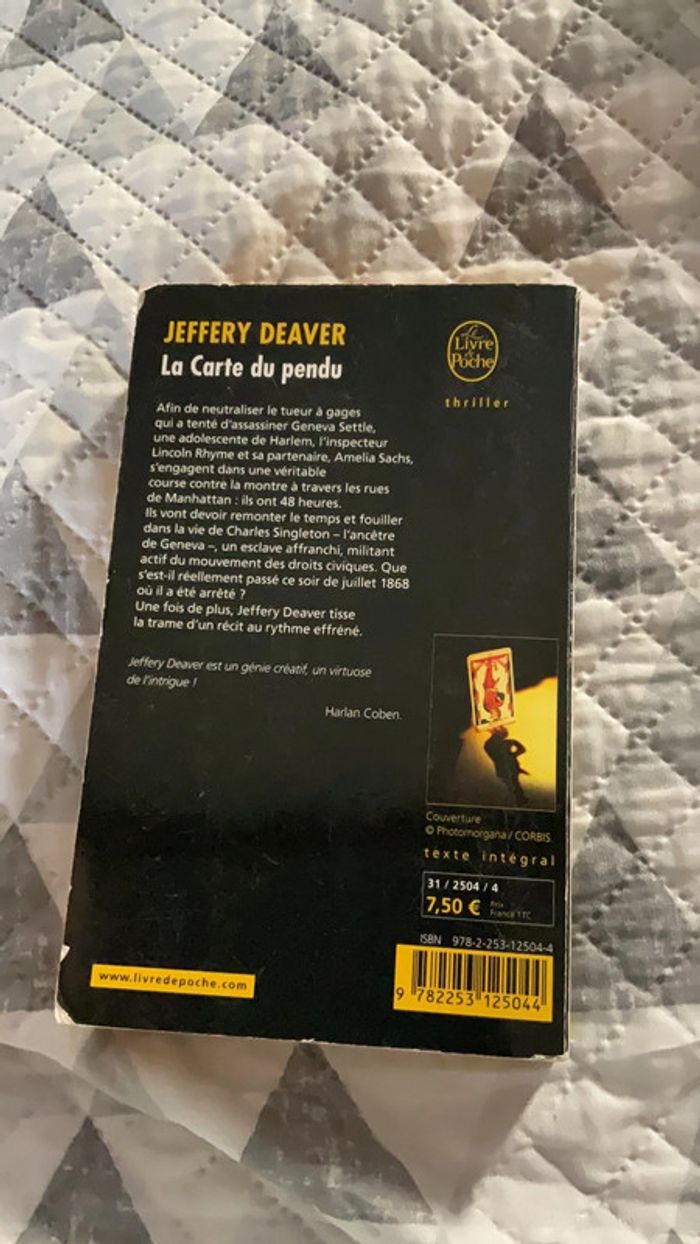 JEFFERY DEAVER
La Carte du pendu
Le
Livre
de
Poche
thriller
Afin de neutraliser le tueur à gages
qui a tenté d'assassiner Geneva Settle,
une adolescente de Harlem, l'inspecteur
Lincoln Rhyme et sa partenaire, Amelia Sachs,
s'engagent dans une véritable
course contre la montre à travers les rues
de Manhattan : ils ont 48 heures.
Ils vont devoir remonter le temps et fouiller
dans la vie de Charles Singleton – l'ancêtre
de Geneva –, un esclave affranchi, militant
actif du mouvement des droits civiques. Que
s'est-il réellement passé ce soir de juillet 1868
où il a été arrêté ?
Une fois de plus, Jeffery Deaver tisse
la trame d'un récit au rythme effréné.
Jeffery Deaver est un génie créatif, un virtuose
de l'intrigue !
Harlan Coben.
Couverture
© Photomorgana / CORBIS
texte intégral
31 / 2504 / 4
7,50 € Prix
France TTC
ISBN 978-2-253-12504-4
9 782253 125044
www.livredepoche.com